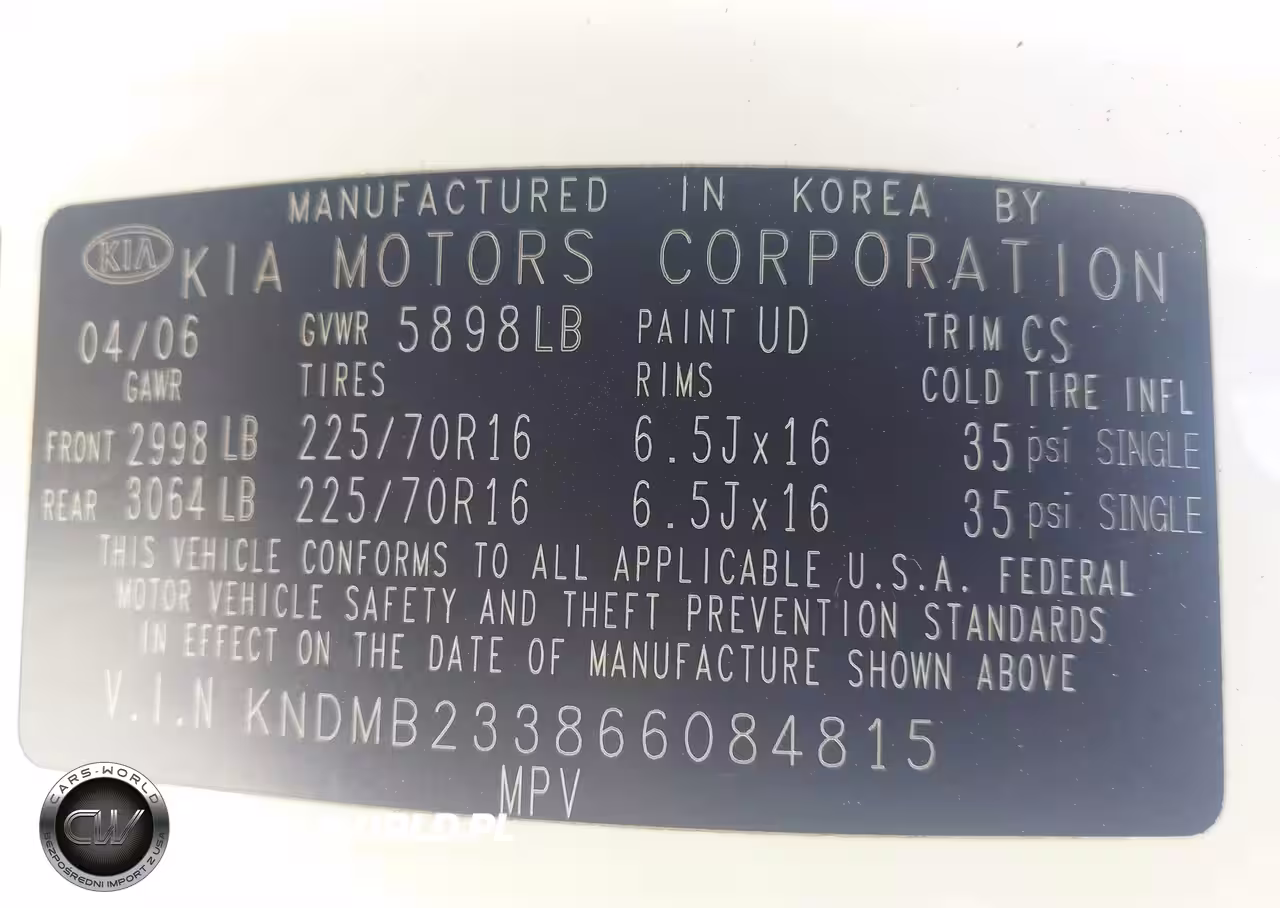 MANUFACTURED IN KOREA BY
KIA KIA MOTORS CORPORATION
04/06 GVWR 5898LB PAINT UD TRIM CS
GAWR TIRES RIMS COLD TIRE INFL
FRONT 2998 LB 225/70R16 6.5Jx16 35 psi SINGLE
REAR 3064 LB 225/70R16 6.5Jx16 35 psi SINGLE
THIS VEHICLE CONFORMS TO ALL APPLICABLE U.S.A. FEDERAL
MOTOR VEHICLE SAFETY AND THEFT PREVENTION STANDARDS
IN EFFECT ON THE DATE OF MANUFACTURE SHOWN ABOVE
V.I.N KNDMB233866084815
MPV
CARS-WORLD
CW
BEZPOŚREDNI IMPORT Z USA